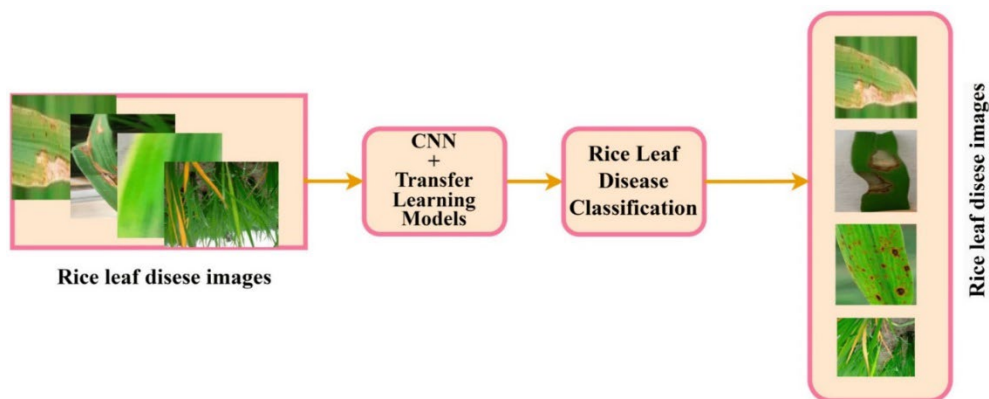 Rice leaf disese images
CNN
+
Transfer
Learning
Models
Rice Leaf
Disease
Classification
Rice leaf disese images